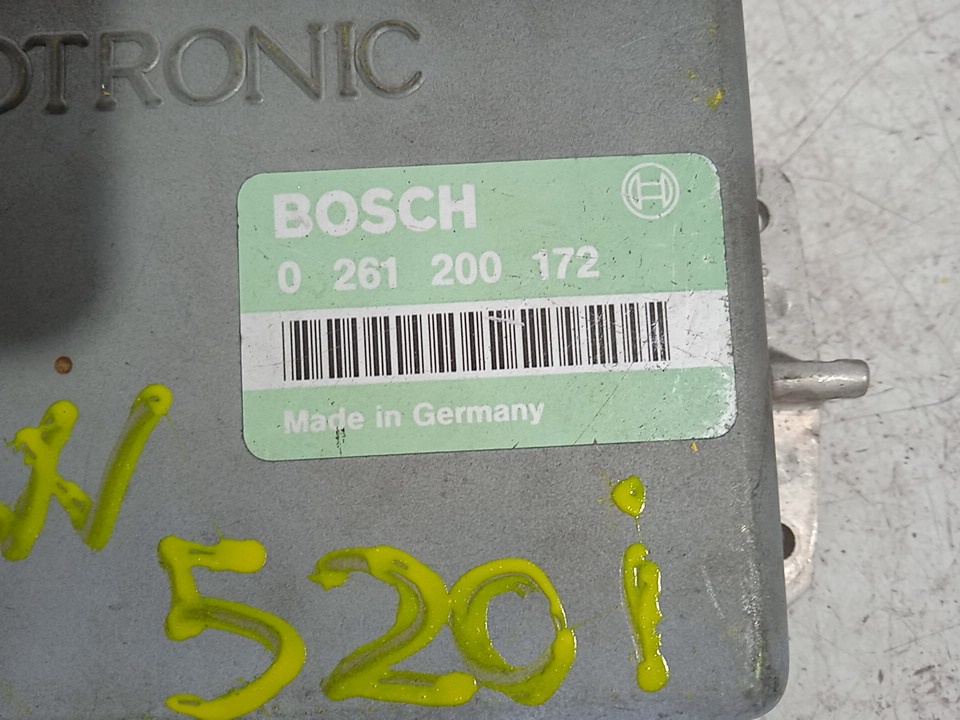 OTRONIC
BOSCH
0 261 200 172
Made in Germany
W
520i